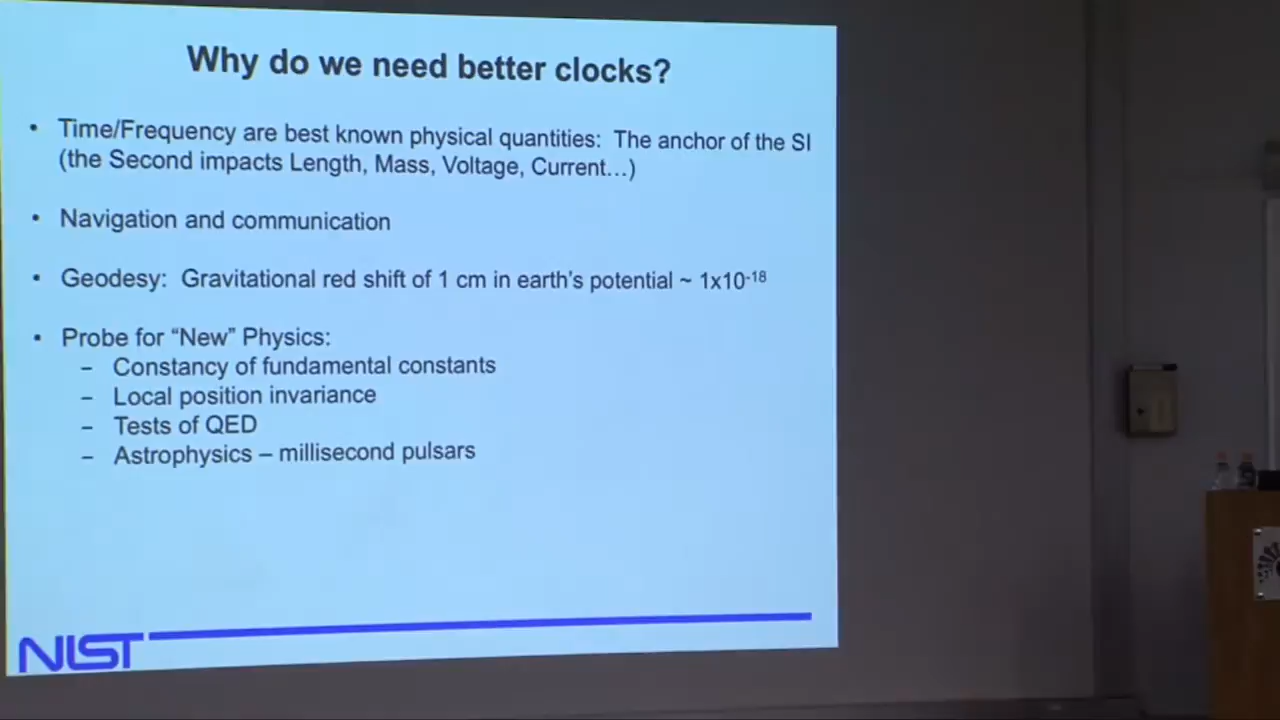 Why do we need better clocks?
• Time/Frequency are best known physical quantities: The anchor of the SI
(the Second impacts Length, Mass, Voltage, Current…)
• Navigation and communication
• Geodesy: Gravitational red shift of 1 cm in earth's potential ~ 1x10⁻¹⁸
• Probe for “New” Physics:
– Constancy of fundamental constants
– Local position invariance
– Tests of QED
– Astrophysics – millisecond pulsars
NIST